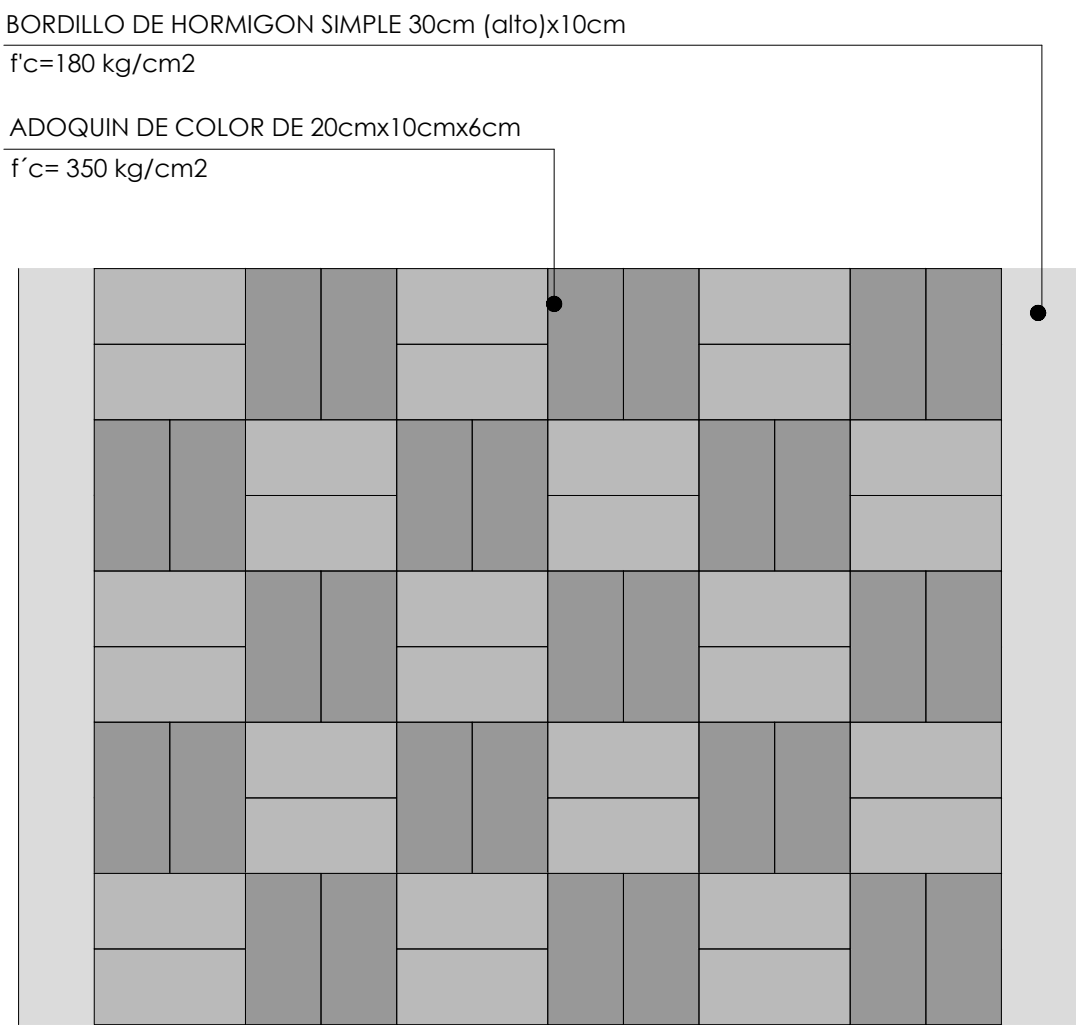 BORDILLO DE HORMIGON SIMPLE 30cm (alto)x10cm
f'c=180 kg/cm2
ADOQUIN DE COLOR DE 20cmx10cmx6cm
f´c= 350 kg/cm2